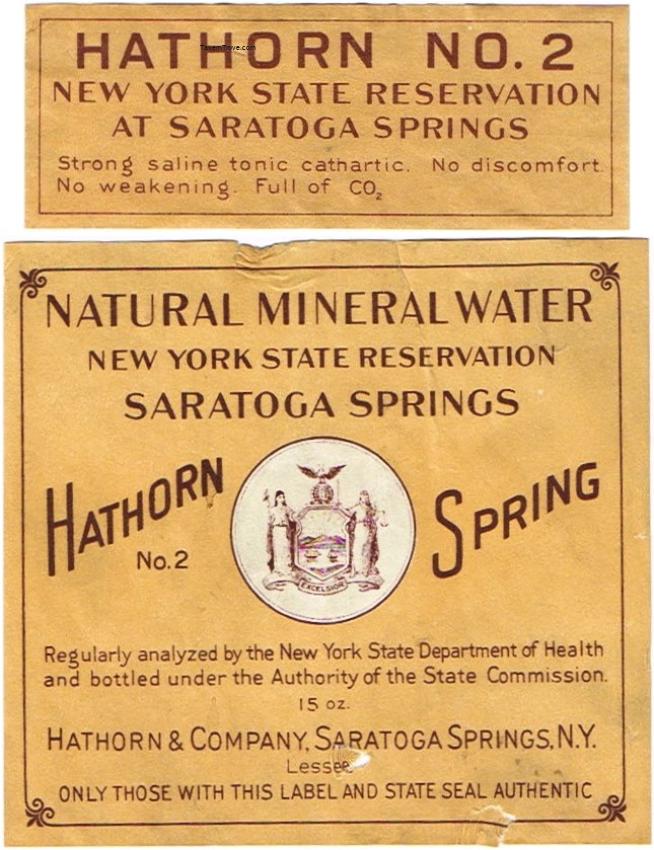 HATHORN NO. 2
TavernTrove.com
NEW YORK STATE RESERVATION
AT SARATOGA SPRINGS
Strong saline tonic cathartic. No discomfort.
No weakening. Full of CO₂
NATURAL MINERAL WATER
NEW YORK STATE RESERVATION
SARATOGA SPRINGS
HATHORN SPRING
No. 2
EXCELSIOR
Regularly analyzed by the New York State Department of Health
and bottled under the Authority of the State Commission.
15 oz.
HATHORN & COMPANY, SARATOGA SPRINGS, N.Y.
Lessee
ONLY THOSE WITH THIS LABEL AND STATE SEAL AUTHENTIC